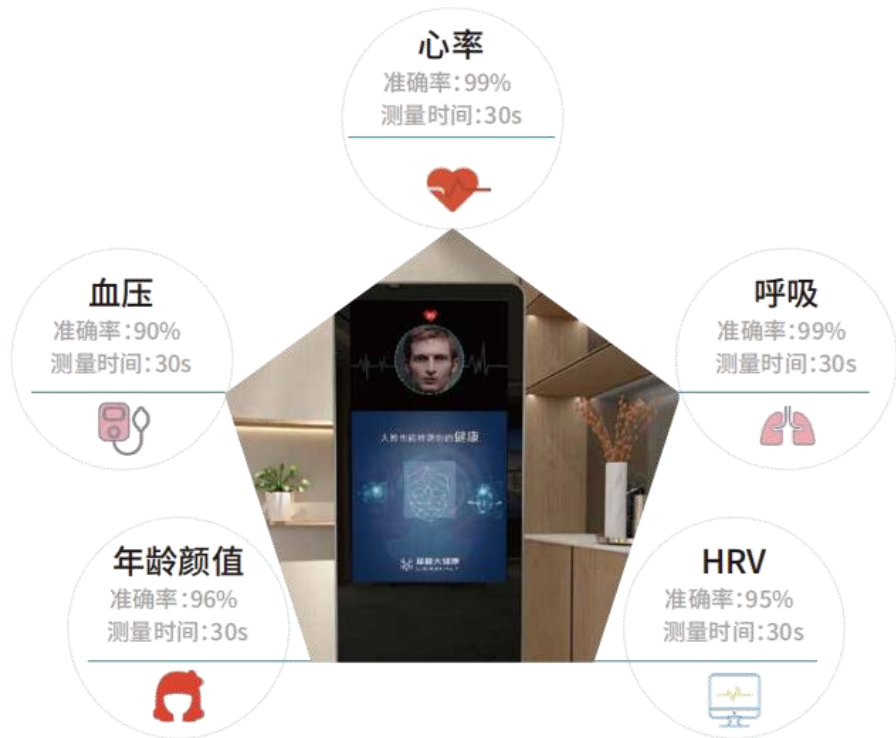 心率
准确率:99%
测量时间:30s
血压
准确率:90%
测量时间:30s
呼吸
准确率:99%
测量时间:30s
健康
年龄颜值
准确率:96%
测量时间:30s
HRV
准确率:95%
测量时间:30s
大健康